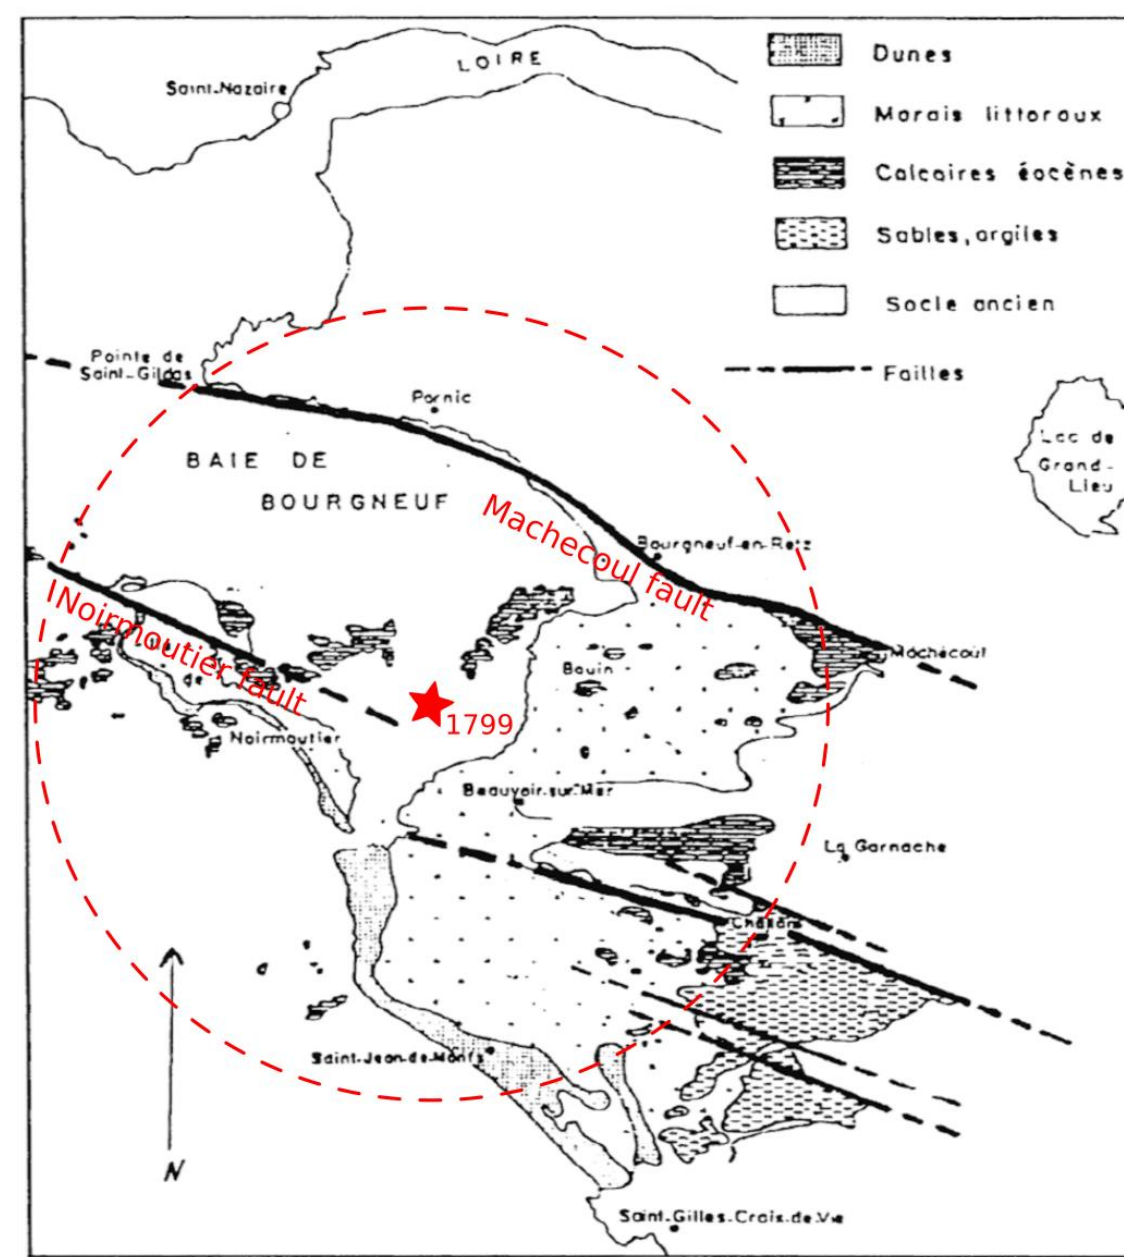 LOIRE
Saint-Nazaire
Dunes
Marais littoraux
Calcaires éocènes
Sables, argiles
Socle ancien
Failles
Pointe de
Saint-Gildas
Pornic
Lac de
Grand-
Lieu
BAIE DE
BOURGNEUF
Machecoul fault
Bourgneuf-en-Retz
Noirmoutier fault
Machecoul
Bouin
de
1799
Noirmoutier
Beauvoir-sur-Mer
La Garnache
Challans
Saint-Jean-de-Monts
N
Saint-Gilles-Croix-de-Vie